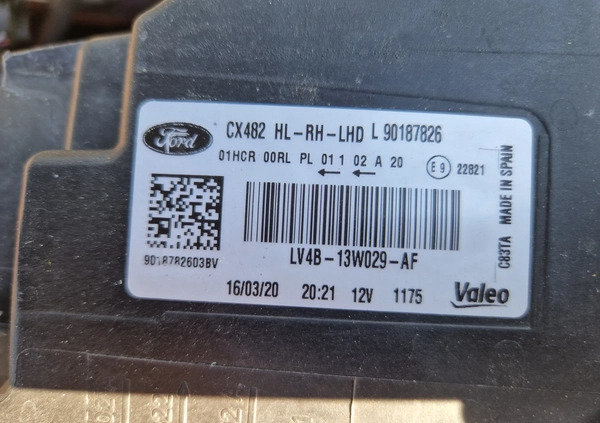 Ford CX482 HL-RH-LHD L 90187826
01HCR 00RL PL 01 1 02 A 20 E9 22821
9018782603BV
LV4B-13W029-AF
16/03/20 20:21 12V 1175 Valeo
C83TA MADE IN SPAIN